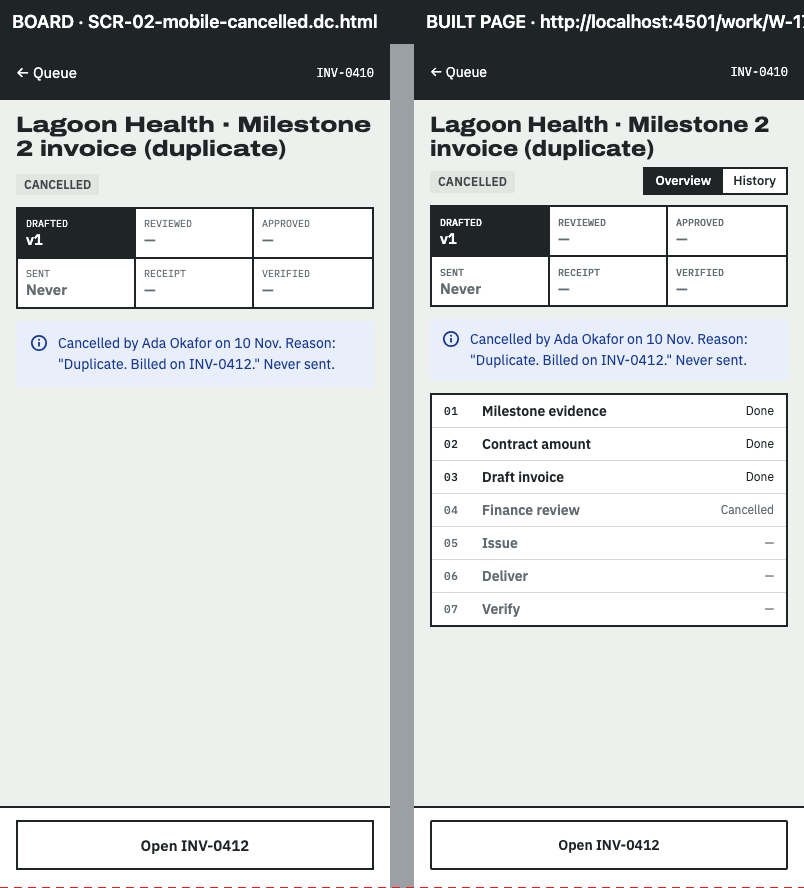 BOARD · SCR-02-mobile-cancelled.dc.html
← Queue
INV-0410
Lagoon Health · Milestone
2 invoice (duplicate)
CANCELLED
DRAFTED
v1
REVIEWED
—
APPROVED
—
SENT
Never
RECEIPT
—
VERIFIED
—
Cancelled by Ada Okafor on 10 Nov. Reason:
"Duplicate. Billed on INV-0412." Never sent.
Open INV-0412
BUILT PAGE · http://localhost:4501/work/W-17
← Queue
INV-0410
Lagoon Health · Milestone 2
invoice (duplicate)
CANCELLED
Overview
History
DRAFTED
v1
REVIEWED
—
APPROVED
—
SENT
Never
RECEIPT
—
VERIFIED
—
Cancelled by Ada Okafor on 10 Nov. Reason:
"Duplicate. Billed on INV-0412." Never sent.
01 Milestone evidence Done
02 Contract amount Done
03 Draft invoice Done
04 Finance review Cancelled
05 Issue —
06 Deliver —
07 Verify —
Open INV-0412